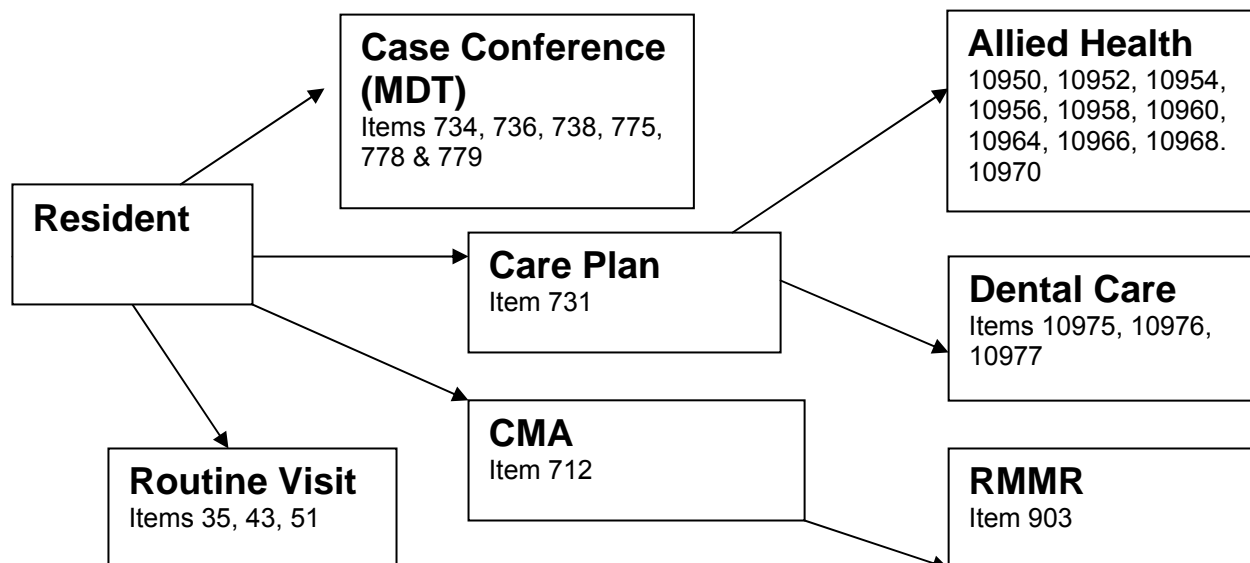 Case Conference
(MDT)
Items 734, 736, 738, 775,
778 & 779
Allied Health
10950, 10952, 10954,
10956, 10958, 10960,
10964, 10966, 10968.
10970
Resident
Care Plan
Item 731
Dental Care
Items 10975, 10976,
10977
CMA
Item 712
Routine Visit
Items 35, 43, 51
RMMR
Item 903